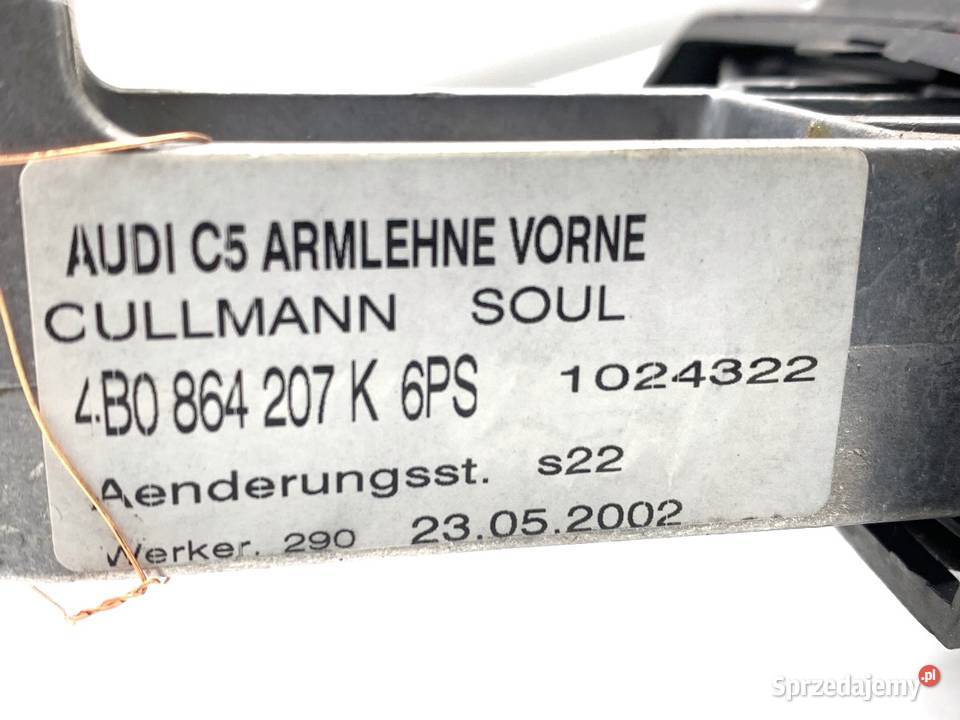 AUDI C5 ARMLEHNE VORNE
CULLMANN SOUL
4B0 864 207 K 6PS 1024322
Aenderungsst. s22
Werker. 290 23.05.2002
Sprzedajemy.pl